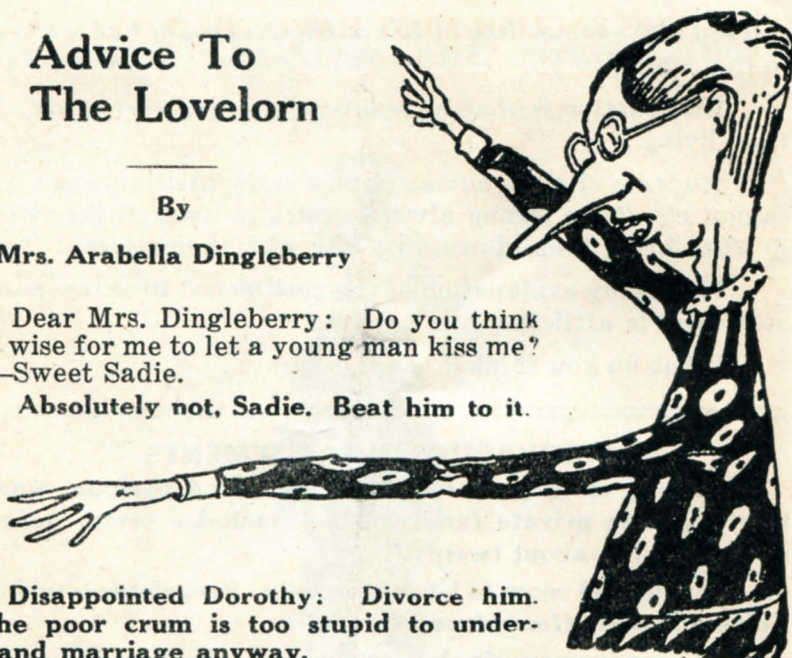 Advice To
The Lovelorn
By
Mrs. Arabella Dingleberry
Dear Mrs. Dingleberry: Do you think
wise for me to let a young man kiss me?
—Sweet Sadie.
Absolutely not, Sadie. Beat him to it.
Disappointed Dorothy: Divorce him.
he poor crum is too stupid to under-
and marriage anyway.